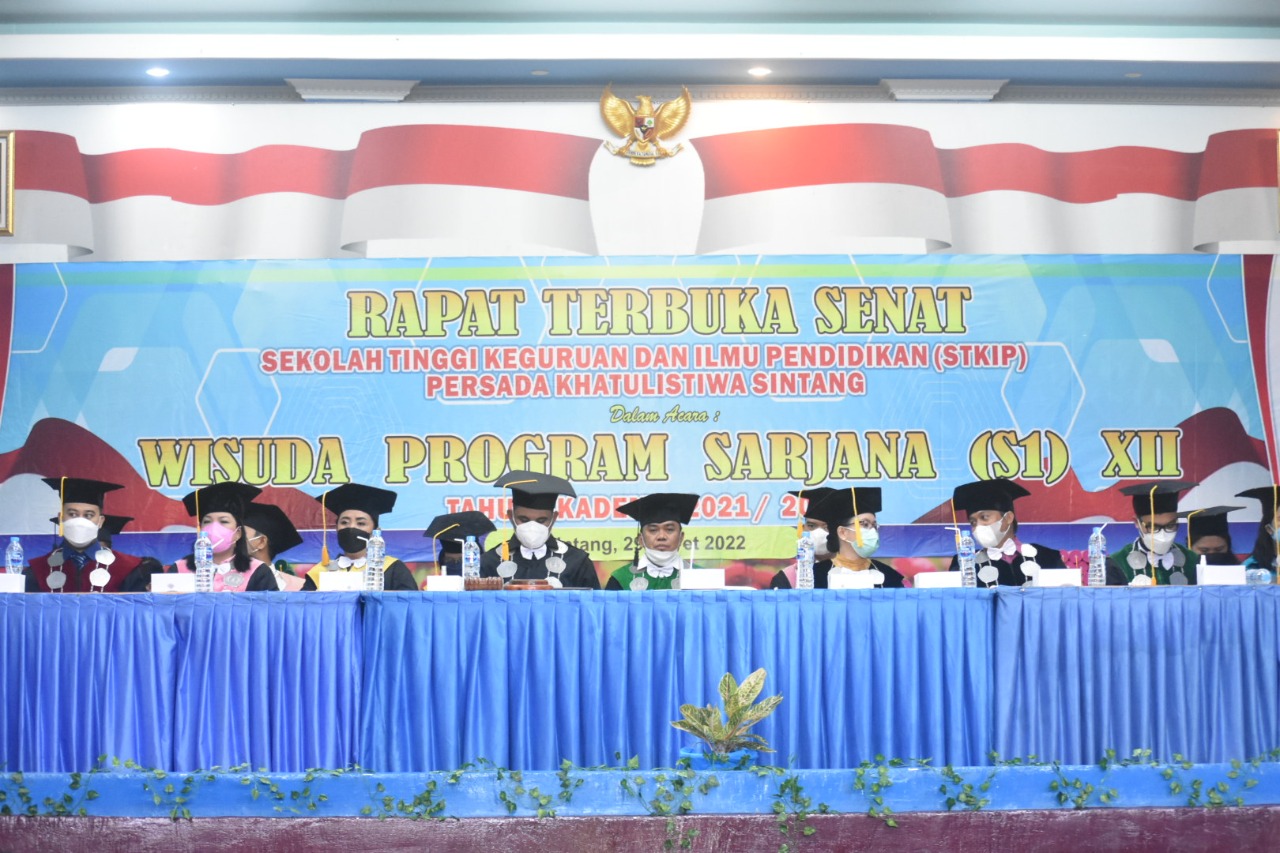 RAPAT TERBUKA SENAT
SEKOLAH TINGGI KEGURUAN DAN ILMU PENDIDIKAN (STKIP)
PERSADA KHATULISTIWA SINTANG
Dalam Acara :
WISUDA PROGRAM SARJANA (S1) XII
2021 /
2022